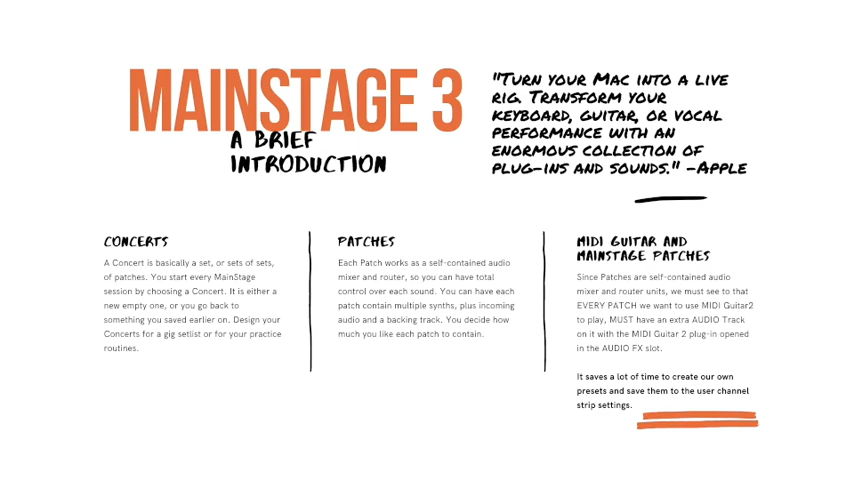 MAINSTAGE 3
A BRIEF
INTRODUCTION
"TURN YOUR MAC INTO A LIVE
RIG. TRANSFORM YOUR
KEYBOARD, GUITAR, OR VOCAL
PERFORMANCE WITH AN
ENORMOUS COLLECTION OF
PLUG-INS AND SOUNDS." -APPLE
CONCERTS
A Concert is basically a set, or sets of sets,
of patches. You start every MainStage
session by choosing a Concert. It is either a
new empty one, or you go back to
something you saved earlier on. Design your
Concerts for a gig setlist or for your practice
routines.
PATCHES
Each Patch works as a self-contained audio
mixer and router, so you can have total
control over each sound. You can have each
patch contain multiple synths, plus incoming
audio and a backing track. You decide how
much you like each patch to contain.
MIDI GUITAR AND
MAINSTAGE PATCHES
Since Patches are self-contained audio
mixer and router units, we must see to that
EVERY PATCH we want to use MIDI Guitar2
to play, MUST have an extra AUDIO Track
on it with the MIDI Guitar 2 plug-in opened
in the AUDIO FX slot.
It saves a lot of time to create our own
presets and save them to the user channel
strip settings.